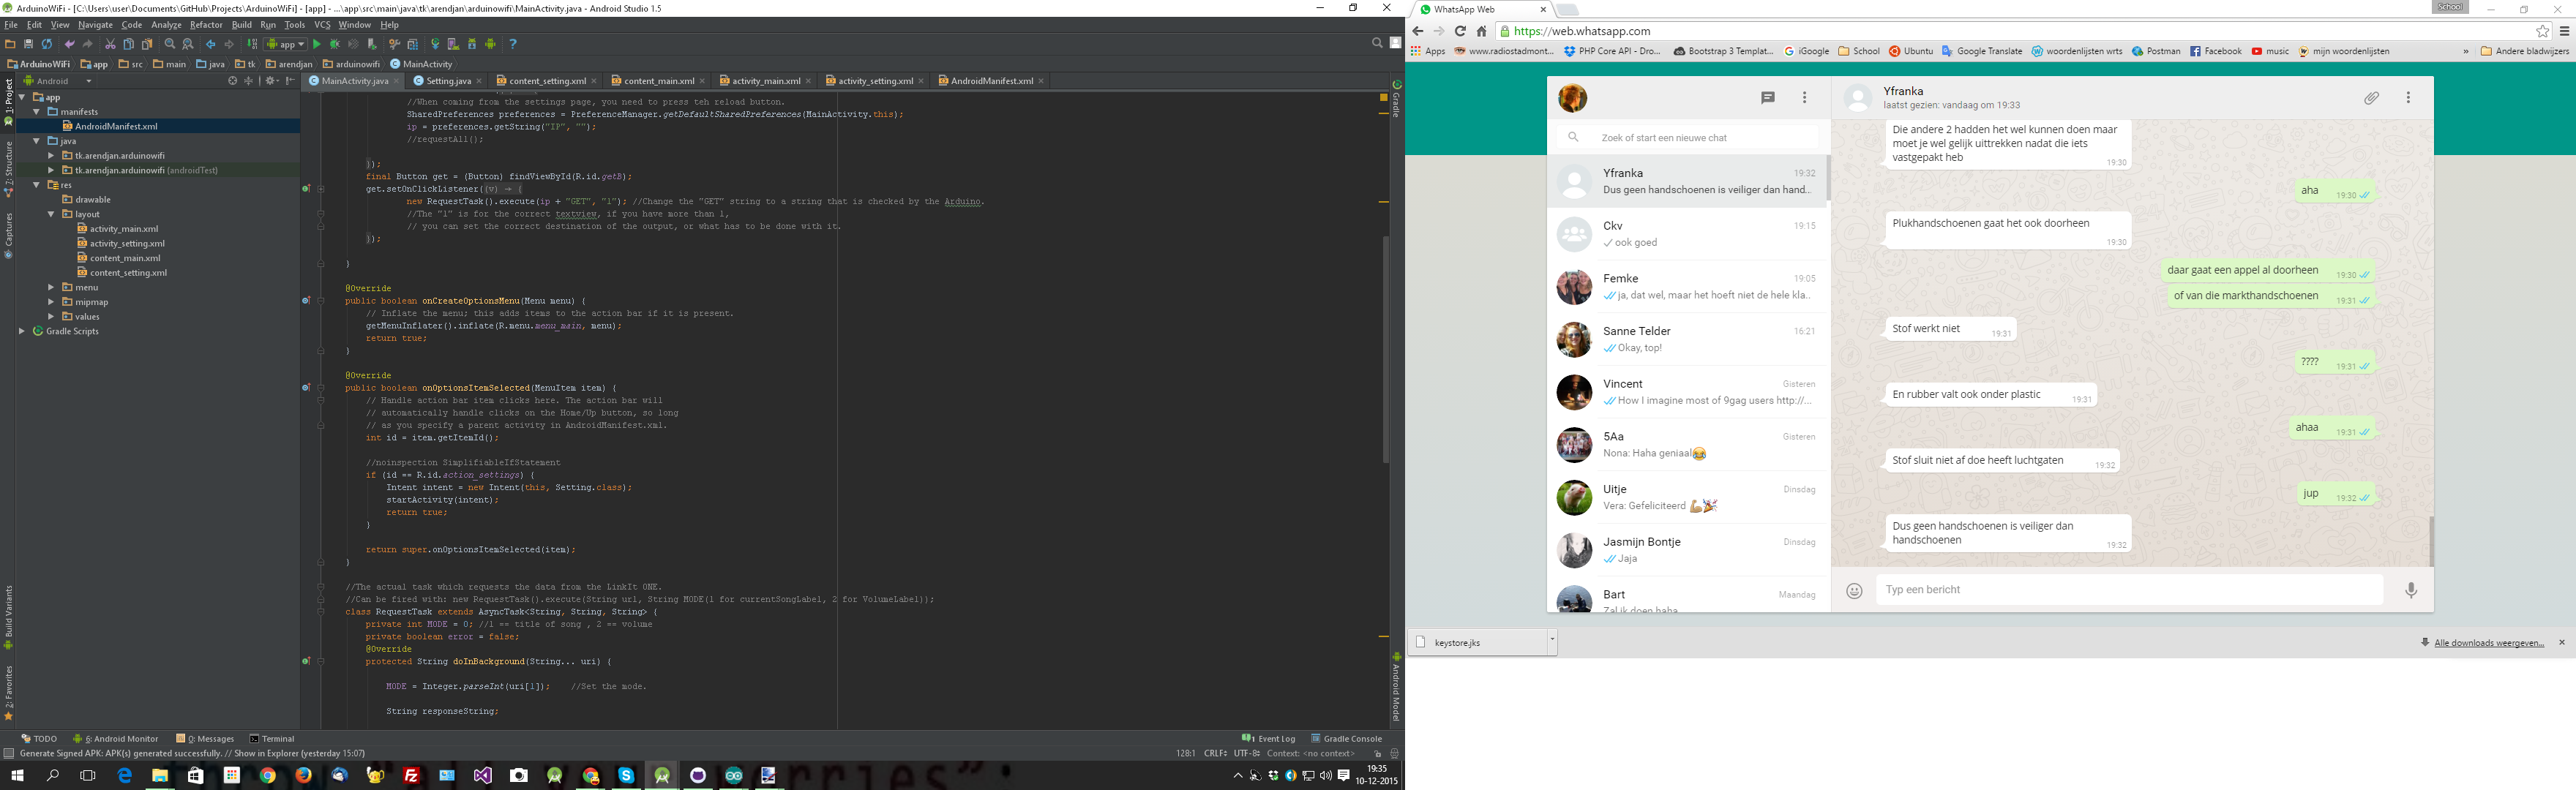 ArduinoWiFi - [C:\Users\user\Documents\GitHub\Projects\ArduinoWiFi] - [app] - ...\app\src\main\java\tk\arendjan\arduinowifi\MainActivity.java - Android Studio 1.5
File Edit View Navigate Code Analyze Refactor Build Run Tools VCS Window Help
app
ArduinoWiFi app src main java tk arendjan arduinowifi MainActivity
Android
MainActivity.java Setting.java content_setting.xml content_main.xml activity_main.xml activity_setting.xml AndroidManifest.xml
1: Project
7: Structure
Captures
Build Variants
2: Favorites
app
manifests
AndroidManifest.xml
java
tk.arendjan.arduinowifi
tk.arendjan.arduinowifi (androidTest)
res
drawable
layout
activity_main.xml
activity_setting.xml
content_main.xml
content_setting.xml
menu
mipmap
values
Gradle Scripts
//When coming from the settings page, you need to press teh reload button.
SharedPreferences preferences = PreferenceManager.getDefaultSharedPreferences(MainActivity.this);
ip = preferences.getString("IP", "");
//requestAll();
});
final Button get = (Button) findViewById(R.id.getB);
get.setOnClickListener((v) → {
new RequestTask().execute(ip + "GET", "1"); //Change the "GET" string to a string that is checked by the Arduino.
//The "1" is for the correct textview, if you have more than 1,
// you can set the correct destination of the output, or what has to be done with it.
});
}
@Override
public boolean onCreateOptionsMenu(Menu menu) {
// Inflate the menu; this adds items to the action bar if it is present.
getMenuInflater().inflate(R.menu.menu_main, menu);
return true;
}
@Override
public boolean onOptionsItemSelected(MenuItem item) {
// Handle action bar item clicks here. The action bar will
// automatically handle clicks on the Home/Up button, so long
// as you specify a parent activity in AndroidManifest.xml.
int id = item.getItemId();
//noinspection SimplifiableIfStatement
if (id == R.id.action_settings) {
Intent intent = new Intent(this, Setting.class);
startActivity(intent);
return true;
}
return super.onOptionsItemSelected(item);
}
//The actual task which requests the data from the LinkIt ONE.
//Can be fired with: new RequestTask().execute(String url, String MODE(1 for currentSongLabel, 2 for VolumeLabel));
class RequestTask extends AsyncTask<String, String, String> {
private int MODE = 0; //1 == title of song , 2 == volume
private boolean error = false;
@Override
protected String doInBackground(String... uri) {
MODE = Integer.parseInt(uri[1]); //Set the mode.
String responseString;
Gradle
Android Model
TODO 6: Android Monitor 0: Messages Terminal
1 Event Log Gradle Console
Generate Signed APK: APK(s) generated successfully. // Show in Explorer (yesterday 15:07)
128:1 CRLF UTF-8 Context: <no context>
19:35
10-12-2015
WhatsApp Web
School
https://web.whatsapp.com
Apps www.radiostadmont... PHP Core API - Dro... Bootstrap 3 Templat... iGoogle School Ubuntu Google Translate woordenlijsten wrts Postman Facebook music mijn woordenlijsten » Andere bladwijzers
Zoek of start een nieuwe chat
Yfranka 19:32
Dus geen handschoenen is veiliger dan hand...
Ckv 19:15
ook goed
Femke 19:05
ja, dat wel, maar het hoeft niet de hele kla..
Sanne Telder 16:21
Okay, top!
Vincent Gisteren
How I imagine most of 9gag users http://...
5Aa Gisteren
Nona: Haha geniaal😂
Uitje Dinsdag
Vera: Gefeliciteerd 💪🎉
Jasmijn Bontje Dinsdag
Jaja
Bart Maandag
Zal ik doen haha
Yfranka
laatst gezien: vandaag om 19:33
Die andere 2 hadden het wel kunnen doen maar
moet je wel gelijk uittrekken nadat die iets
vastgepakt heb
19:30
aha 19:30
Plukhandschoenen gaat het ook doorheen
19:30
daar gaat een appel al doorheen 19:30
of van die markthandschoenen 19:31
Stof werkt niet 19:31
???? 19:31
En rubber valt ook onder plastic 19:31
ahaa 19:31
Stof sluit niet af doe heeft luchtgaten 19:32
jup 19:32
Dus geen handschoenen is veiliger dan
handschoenen
19:32
Typ een bericht
keystore.jks
Alle downloads weergeven...